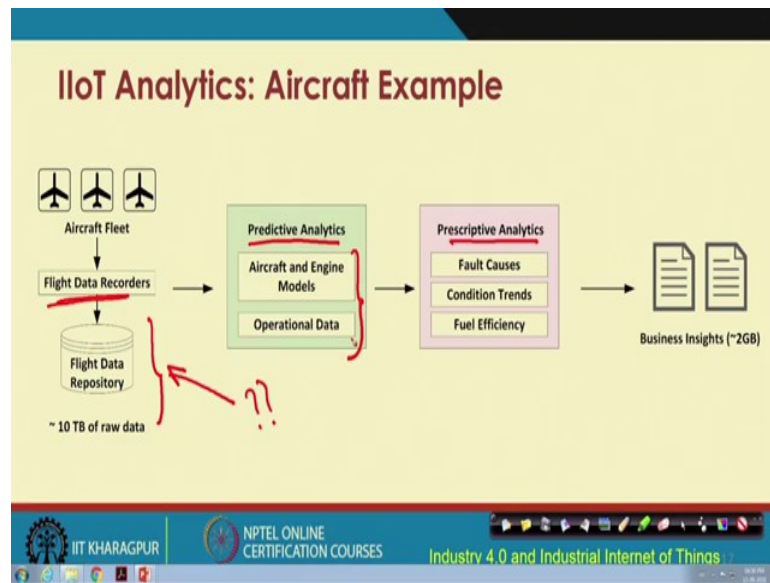 IIoT Analytics: Aircraft Example
Aircraft Fleet
Flight Data Recorders
Flight Data
Repository
~ 10 TB of raw data
??
Predictive Analytics
Aircraft and Engine
Models
Operational Data
Prescriptive Analytics
Fault Causes
Condition Trends
Fuel Efficiency
Business Insights (~2GB)
IIT KHARAGPUR
NPTEL ONLINE
CERTIFICATION COURSES
Industry 4.0 and Industrial Internet of Things